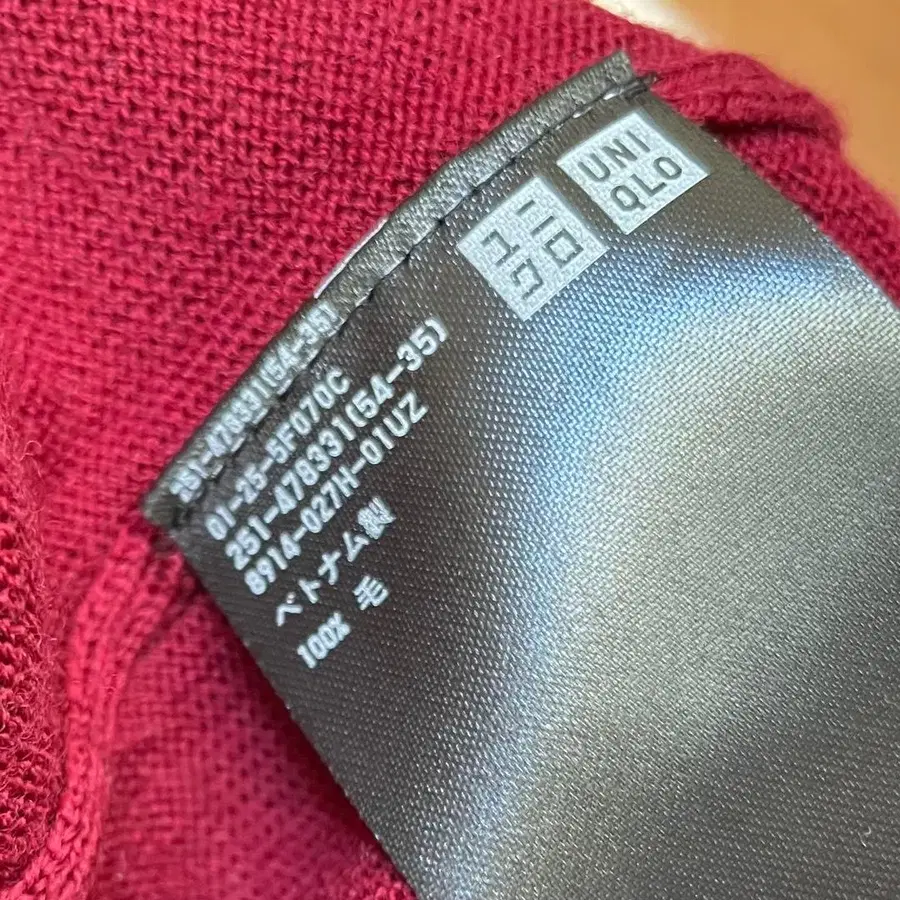 ユニ
クロ
UNI
QLO
251-478331(54-35)
01-25-5F070C
251-478331(54-35)
8914-027H-01UZ
ベトナム製
100% 毛